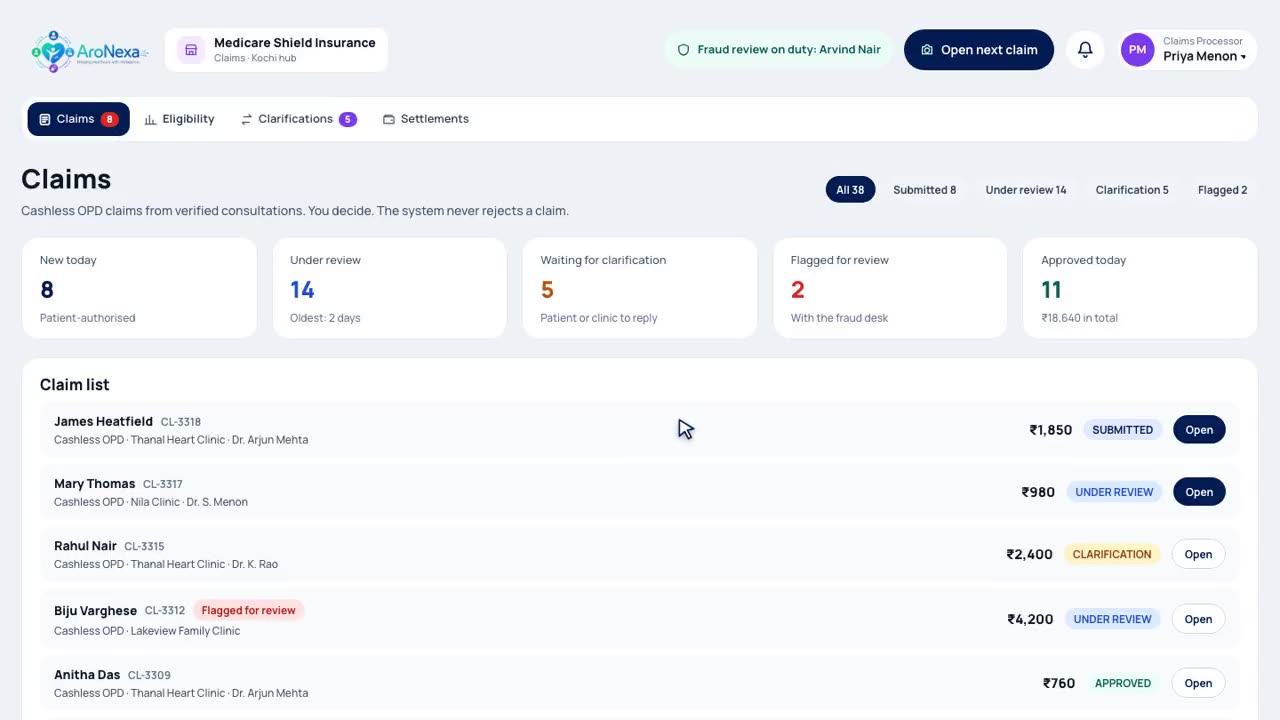 AroNexa
Medicare Shield Insurance
Claims · Kochi hub
Fraud review on duty: Arvind Nair
Open next claim
PM
Claims Processor
Priya Menon
Claims 8
Eligibility
Clarifications 5
Settlements
Claims
Cashless OPD claims from verified consultations. You decide. The system never rejects a claim.
All 38
Submitted 8
Under review 14
Clarification 5
Flagged 2
New today
8
Patient-authorised
Under review
14
Oldest: 2 days
Waiting for clarification
5
Patient or clinic to reply
Flagged for review
2
With the fraud desk
Approved today
11
₹18,640 in total
Claim list
James Heatfield CL-3318
Cashless OPD · Thanal Heart Clinic · Dr. Arjun Mehta
₹1,850 SUBMITTED Open
Mary Thomas CL-3317
Cashless OPD · Nila Clinic · Dr. S. Menon
₹980 UNDER REVIEW Open
Rahul Nair CL-3315
Cashless OPD · Thanal Heart Clinic · Dr. K. Rao
₹2,400 CLARIFICATION Open
Biju Varghese CL-3312 Flagged for review
Cashless OPD · Lakeview Family Clinic
₹4,200 UNDER REVIEW Open
Anitha Das CL-3309
Cashless OPD · Thanal Heart Clinic · Dr. Arjun Mehta
₹760 APPROVED Open